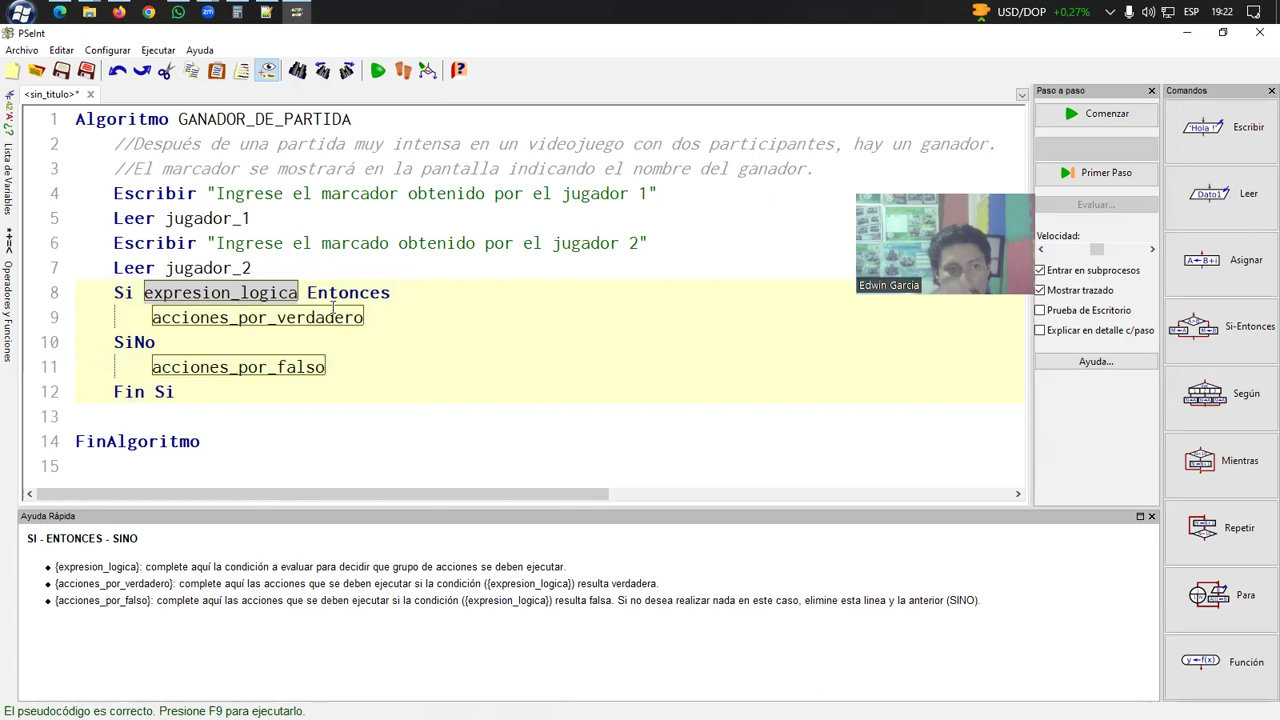 USD/DOP +0,27%
ESP
19:22
PSeInt
Archivo Editar Configurar Ejecutar Ayuda
<sin_titulo>*
1 Algoritmo GANADOR_DE_PARTIDA
2 //Después de una partida muy intensa en un videojuego con dos participantes, hay un ganador.
3 //El marcador se mostrará en la pantalla indicando el nombre del ganador.
4 Escribir "Ingrese el marcador obtenido por el jugador 1"
5 Leer jugador_1
6 Escribir "Ingrese el marcado obtenido por el jugador 2"
7 Leer jugador_2
8 Si expresion_logica Entonces
9 acciones_por_verdadero
10 SiNo
11 acciones_por_falso
12 Fin Si
13
14 FinAlgoritmo
15
Lista de Variables
Operadores y Funciones
Edwin Garcia
Paso a paso
Comenzar
Primer Paso
Evaluar...
Velocidad:
Entrar en subprocesos
Mostrar trazado
Prueba de Escritorio
Explicar en detalle c/paso
Ayuda...
Comandos
'Hola !' Escribir
Dato1 Leer
A←B+i Asignar
Si-Entonces
Según
Mientras
Repetir
Para
y←f(x) Función
Ayuda Rápida
SI - ENTONCES - SINO
{expresion_logica}: complete aquí la condición a evaluar para decidir que grupo de acciones se deben ejecutar.
{acciones_por_verdadero}: complete aquí las acciones que se deben ejecutar si la condición ({expresion_logica}) resulta verdadera.
{acciones_por_falso}: complete aquí las acciones que se deben ejecutar si la condición ({expresion_logica}) resulta falsa. Si no desea realizar nada en este caso, elimine esta linea y la anterior (SINO).
El pseudocódigo es correcto. Presione F9 para ejecutarlo.